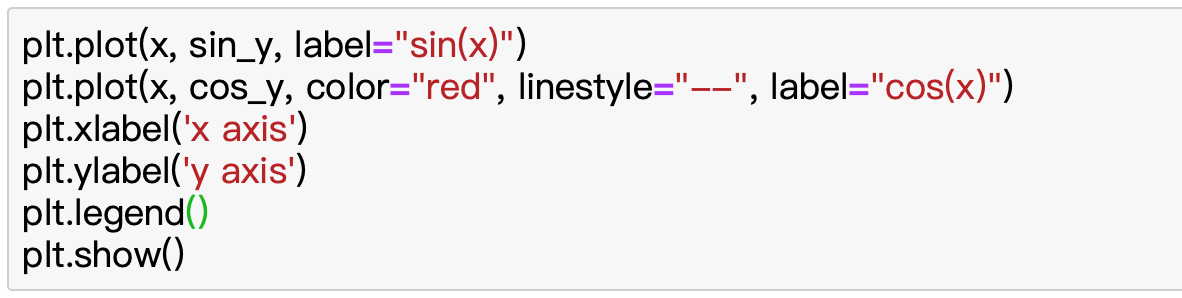 plt.plot(x, sin_y, label="sin(x)")
plt.plot(x, cos_y, color="red", linestyle="--", label="cos(x)")
plt.xlabel('x axis')
plt.ylabel('y axis')
plt.legend()
plt.show()